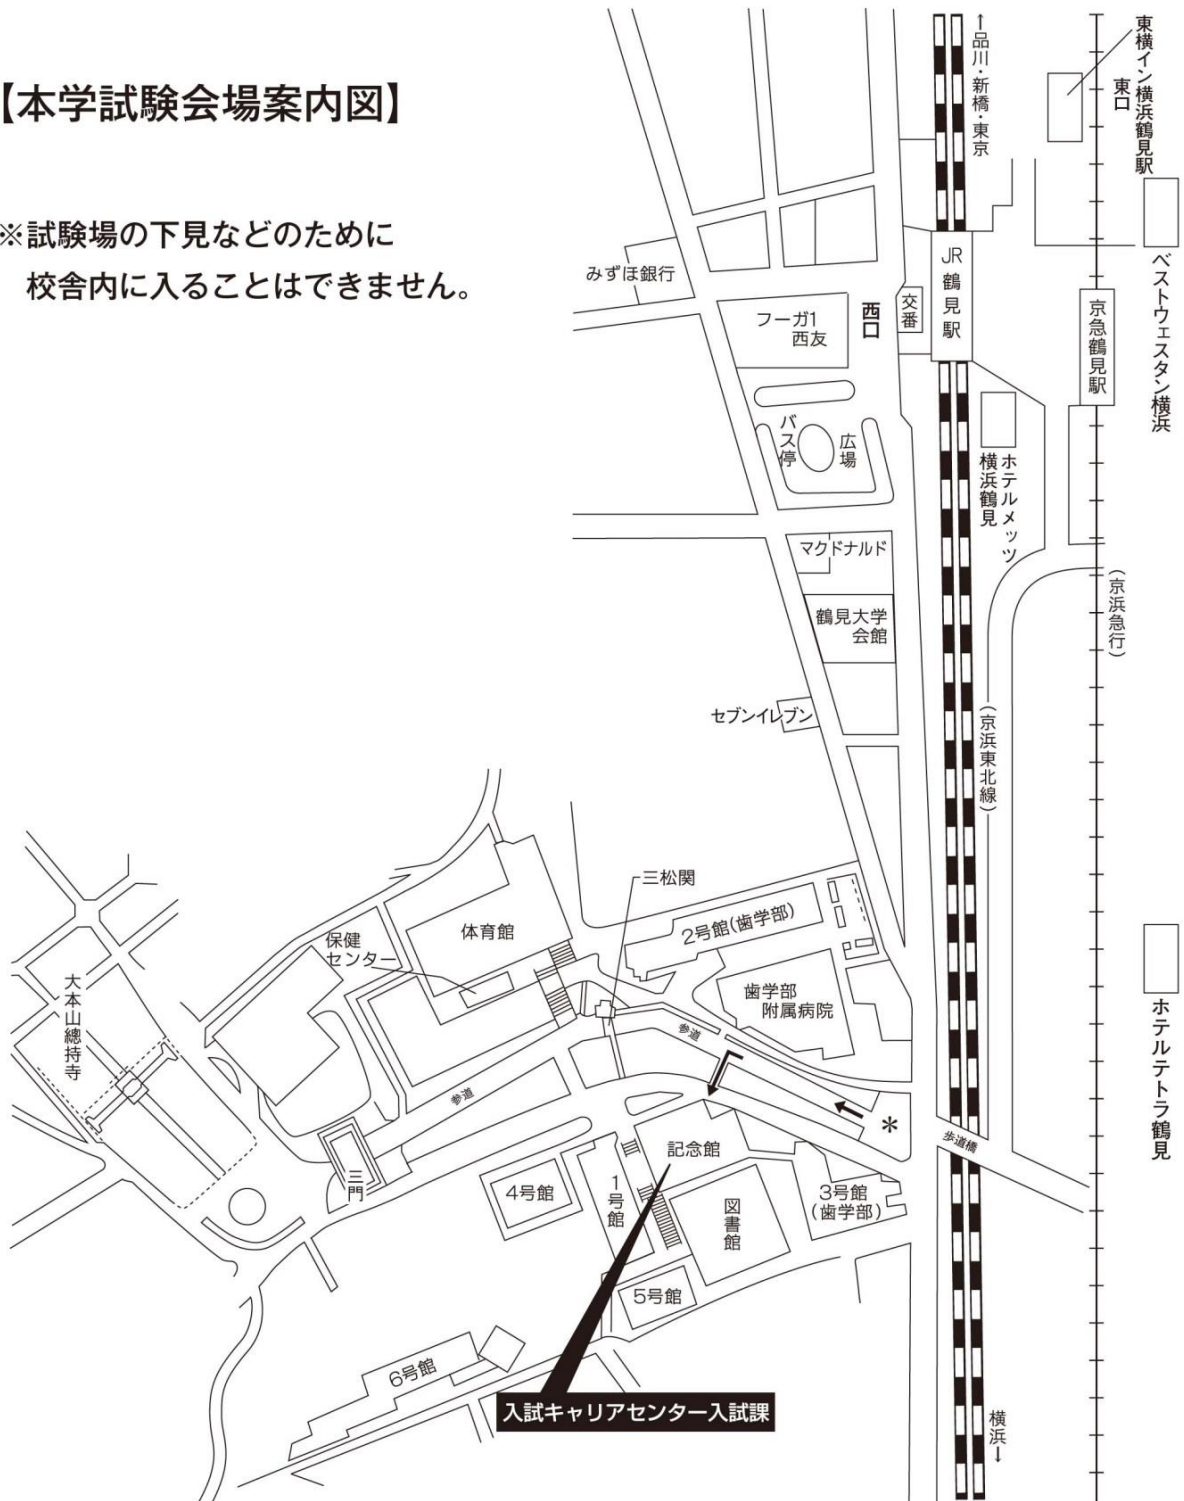 【本学試験会場案内図】
※試験場の下見などのために
校舎内に入ることはできません。
↑品川・新橋・東京
東横イン横浜鶴見駅
東口
みずほ銀行
フーガ1
西友
西口
交番
JR
鶴見駅
京急鶴見駅
ベストウェスタン横浜
バス停
広場
ホテルメッツ
横浜鶴見
マクドナルド
鶴見大学
会館
(京浜急行)
セブンイレブン
(京浜東北線)
三松関
2号館(歯学部)
体育館
保健
センター
歯学部
附属病院
大本山總持寺
参道
参道
*
歩道橋
ホテルテトラ鶴見
三門
記念館
4号館
1号館
図書館
3号館
(歯学部)
5号館
6号館
入試キャリアセンター入試課
横浜↓